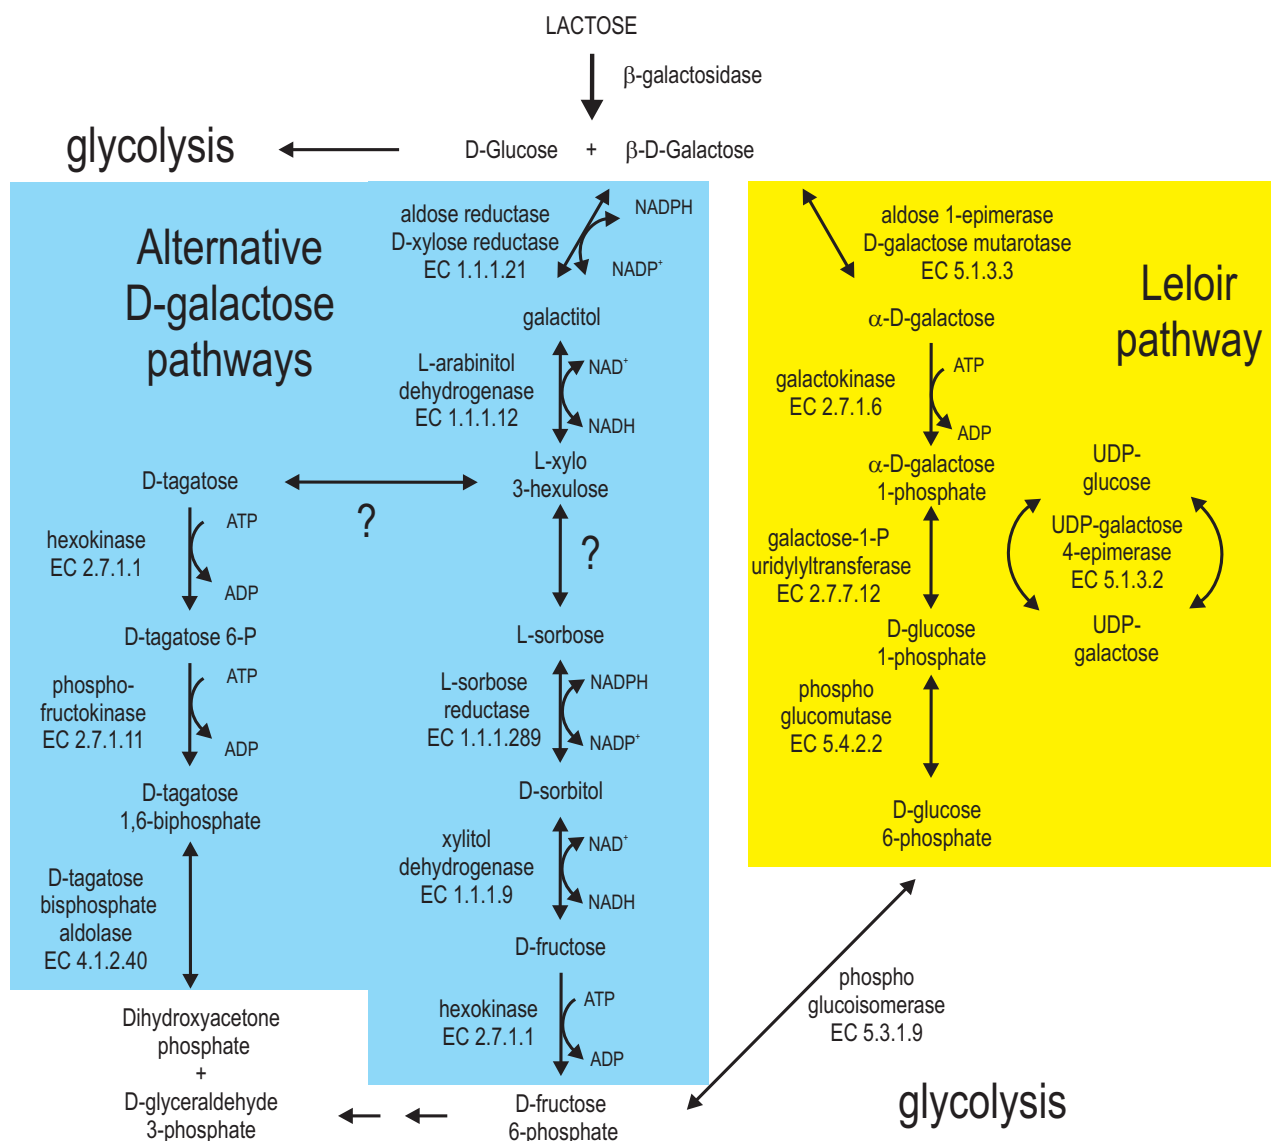 LACTOSE
β-galactosidase
glycolysis
D-Glucose + β-D-Galactose
Alternative
D-galactose
pathways
aldose reductase
D-xylose reductase
EC 1.1.1.21
NADPH
NADP⁺
galactitol
L-arabinitol
dehydrogenase
EC 1.1.1.12
NAD⁺
NADH
L-xylo
3-hexulose
?
?
D-tagatose
hexokinase
EC 2.7.1.1
ATP
ADP
D-tagatose 6-P
phospho-
fructokinase
EC 2.7.1.11
ATP
ADP
D-tagatose
1,6-biphosphate
D-tagatose
bisphosphate
aldolase
EC 4.1.2.40
Dihydroxyacetone
phosphate
+
D-glyceraldehyde
3-phosphate
L-sorbose
L-sorbose
reductase
EC 1.1.1.289
NADPH
NADP⁺
D-sorbitol
xylitol
dehydrogenase
EC 1.1.1.9
NAD⁺
NADH
D-fructose
hexokinase
EC 2.7.1.1
ATP
ADP
D-fructose
6-phosphate
Leloir
pathway
aldose 1-epimerase
D-galactose mutarotase
EC 5.1.3.3
α-D-galactose
galactokinase
EC 2.7.1.6
ATP
ADP
α-D-galactose
1-phosphate
galactose-1-P
uridylyltransferase
EC 2.7.7.12
UDP-
glucose
UDP-galactose
4-epimerase
EC 5.1.3.2
UDP-
galactose
D-glucose
1-phosphate
phospho
glucomutase
EC 5.4.2.2
D-glucose
6-phosphate
phospho
glucoisomerase
EC 5.3.1.9
glycolysis